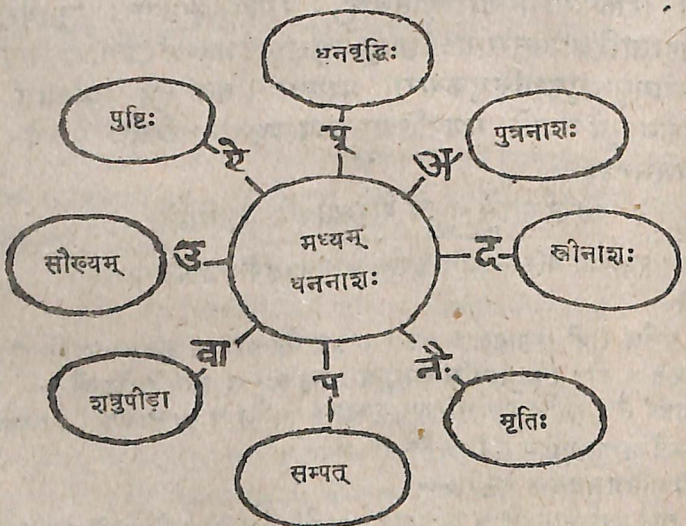 धनवृद्धिः
पुष्टिः
पुत्रनाशः
पू
ऐ
अ
सौख्यम्
उ
मध्यम्
धननाशः
द
स्त्रीनाशः
वा
प
नै.
शत्रुपीड़ा
मृतिः
सम्पत्